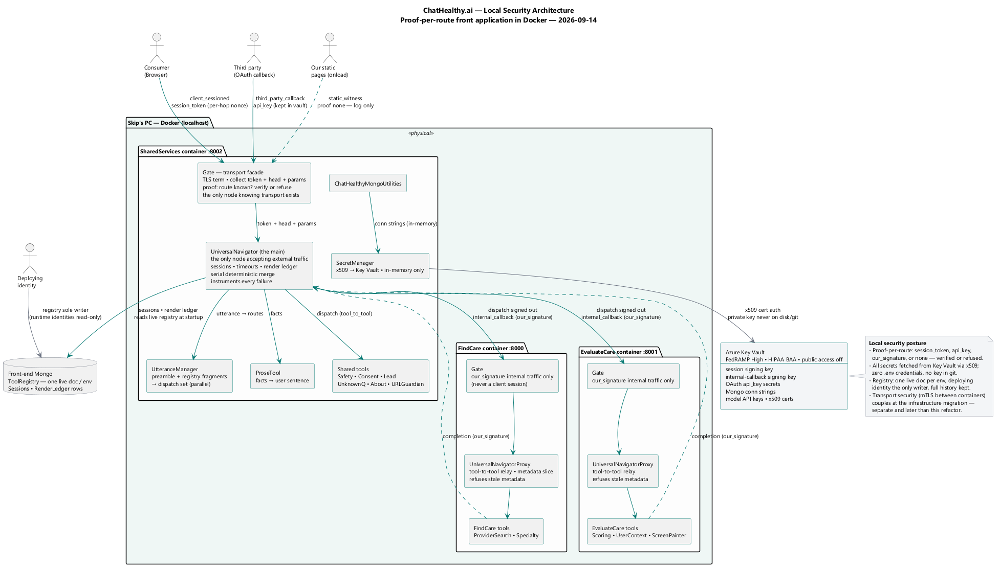 ChatHealthy.ai — Local Security Architecture
Proof-per-route front application in Docker — 2026-09-14
Consumer
(Browser)
Third party
(OAuth callback)
Our static
pages (onload)
client_sessioned
session_token (per-hop nonce)
third_party_callback
api_key (kept in vault)
static_witness
proof none — log only
Skip's PC — Docker (localhost)
«physical»
SharedServices container :8002
Gate — transport facade
TLS term • collect token + head + params
proof: route known? verify or refuse
the only node knowing transport exists
ChatHealthyMongoUtilities
token + head + params
conn strings (in-memory)
UniversalNavigator (the main)
the only node accepting external traffic
sessions • timeouts • render ledger
serial deterministic merge
instruments every failure
SecretManager
x509 → Key Vault • in-memory only
Deploying
identity
registry sole writer
(runtime identities read-only)
sessions • render ledger
reads live registry at startup
utterance → routes
facts
dispatch (tool_to_tool)
dispatch signed out
internal_callback (our_signature)
dispatch signed out
internal_callback (our_signature)
x509 cert auth
private key never on disk/git
Front-end Mongo
ToolRegistry — one live doc / env
Sessions • RenderLedger rows
UtteranceManager
preamble + registry fragments
→ dispatch set (parallel)
ProseTool
facts → user sentence
Shared tools
Safety • Consent • Lead
UnknownQ • About • URLGuardian
FindCare container :8000
Gate
our_signature internal traffic only
(never a client session)
EvaluateCare container :8001
Gate
our_signature internal traffic only
Azure Key Vault
FedRAMP High • HIPAA BAA • public access off
session signing key
internal-callback signing key
OAuth api_key secrets
Mongo conn strings
model API keys • x509 certs
Local security posture
- Proof-per-route: session_token, api_key,
our_signature, or none — verified or refused.
- All secrets fetched from Key Vault via x509;
zero .env credentials, no key in git.
- Registry: one live doc per env, deploying
identity the only writer, full history kept.
- Transport security (mTLS between containers)
couples at the infrastructure migration —
separate and later than this refactor.
completion (our_signature)
completion (our_signature)
UniversalNavigatorProxy
tool-to-tool relay • metadata slice
refuses stale metadata
UniversalNavigatorProxy
tool-to-tool relay
refuses stale metadata
FindCare tools
ProviderSearch • Specialty
EvaluateCare tools
Scoring • UserContext • ScreenPainter